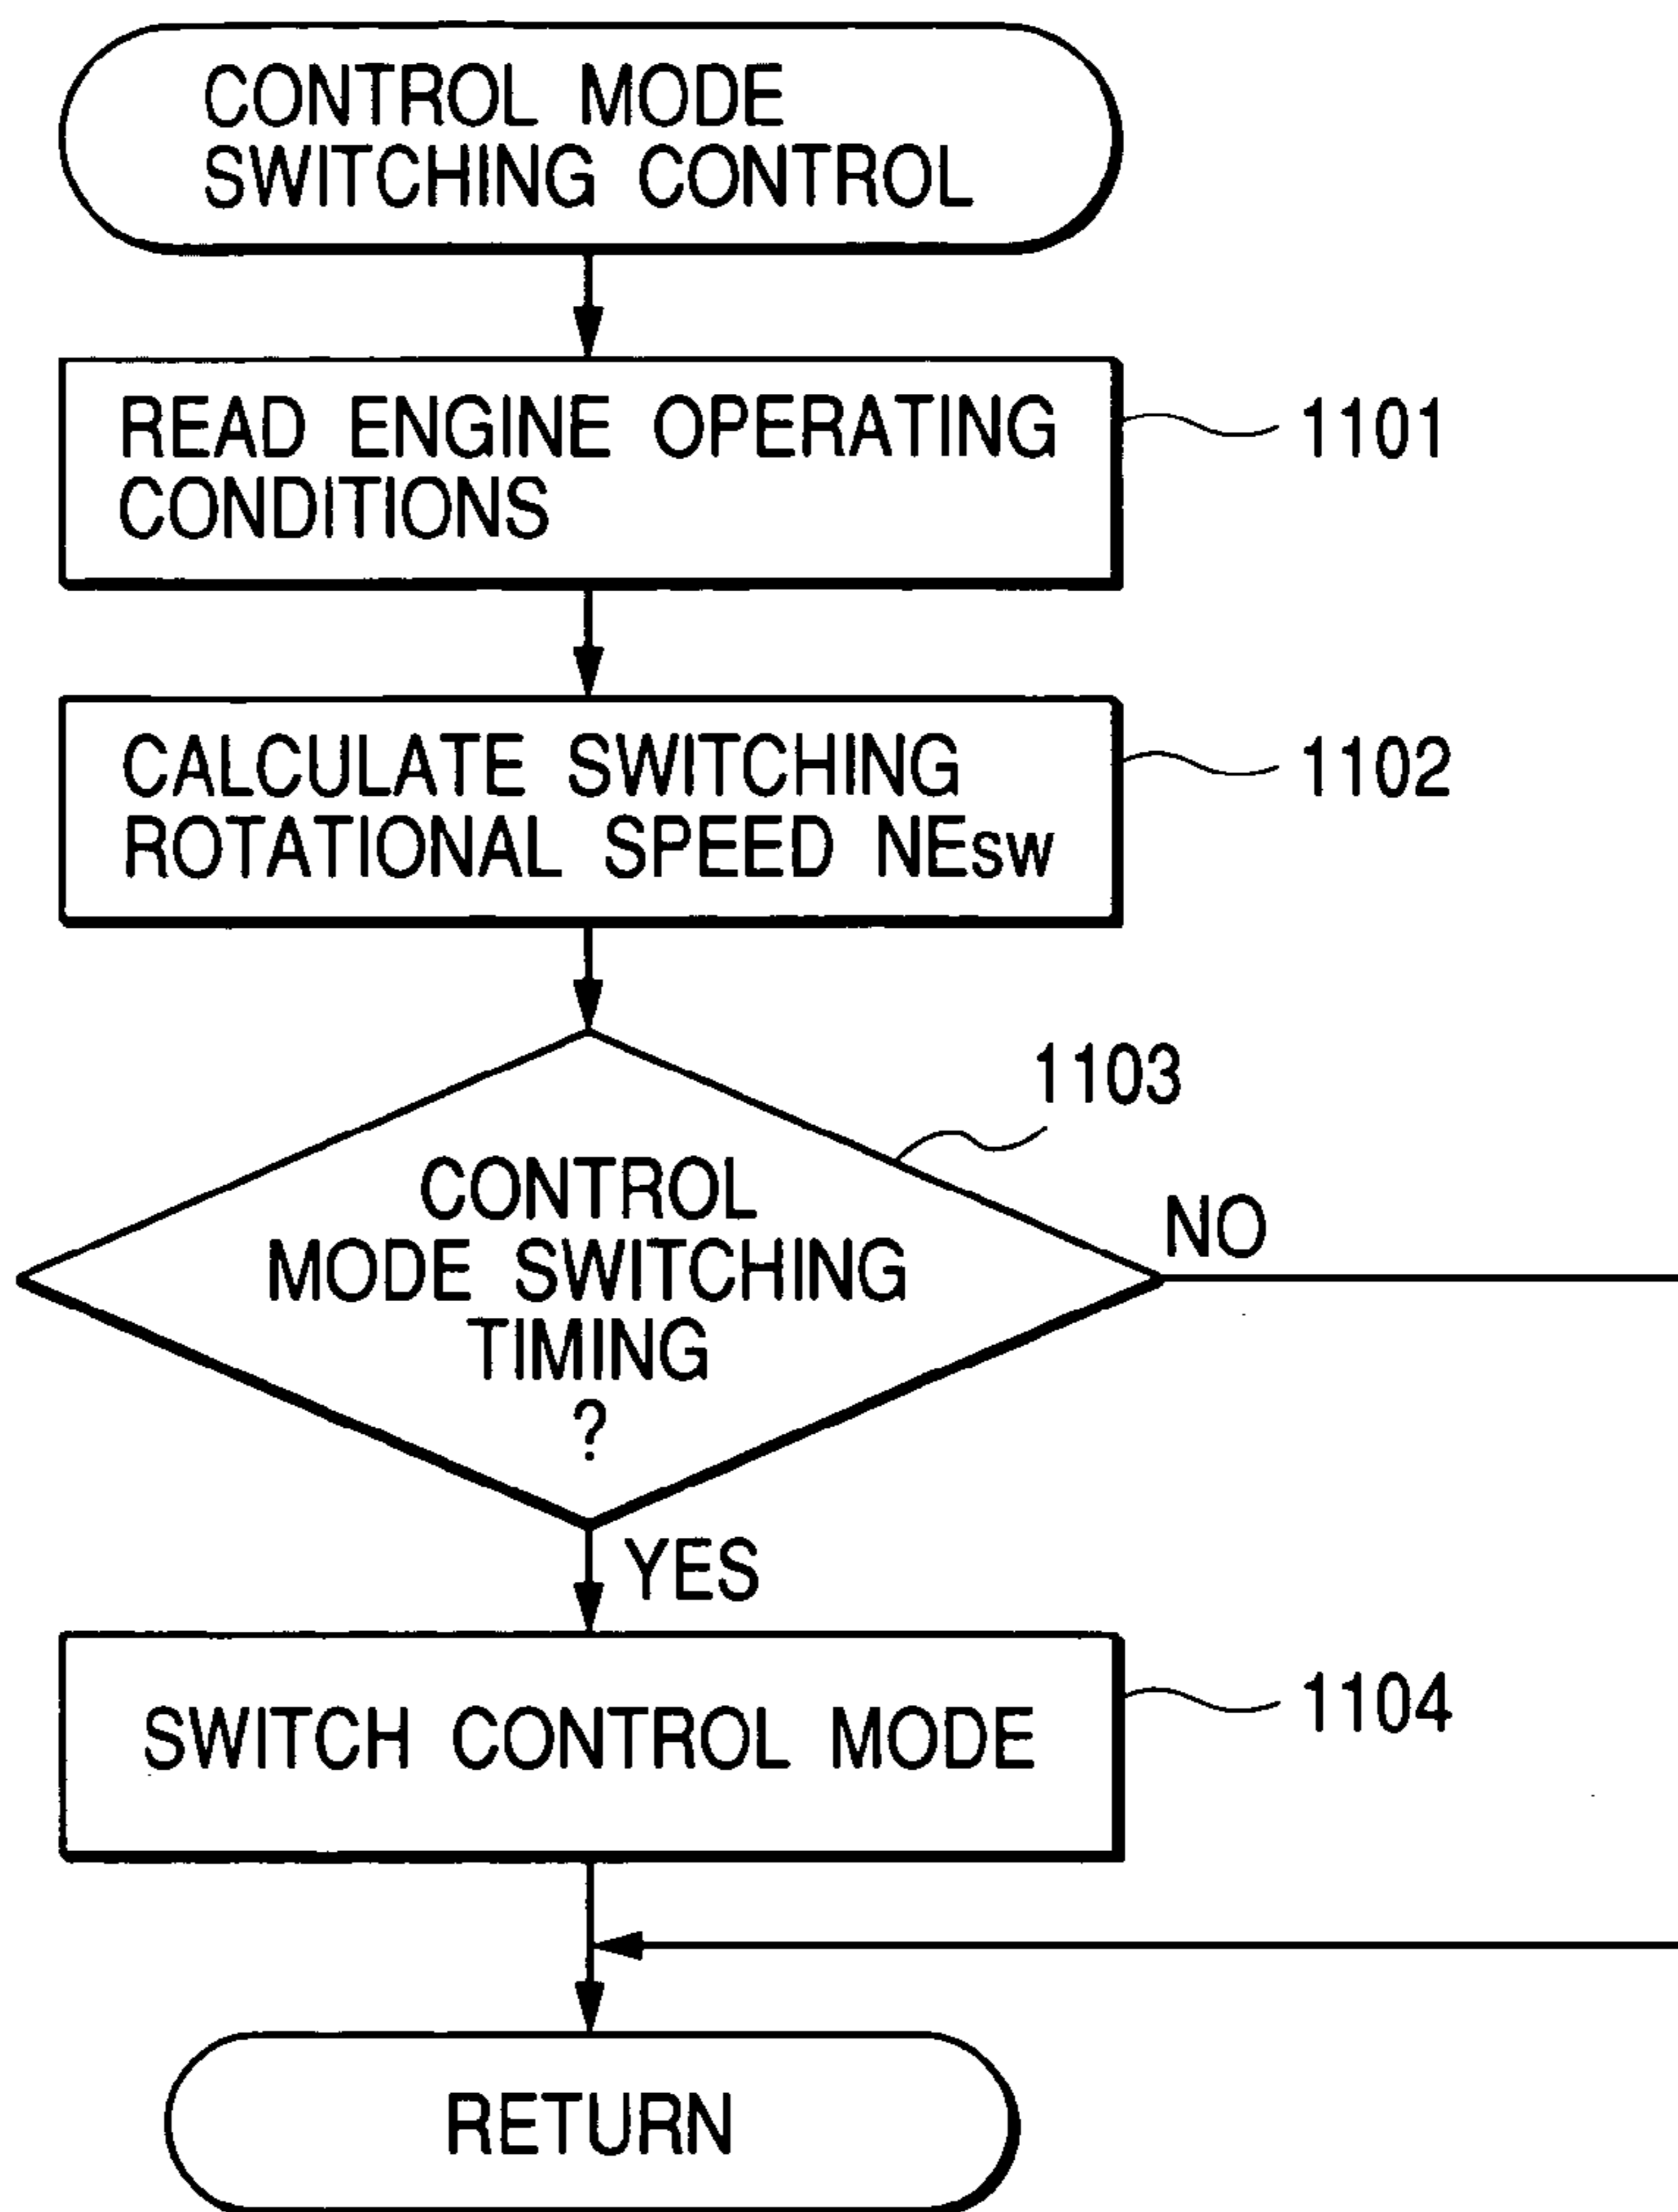 CONTROL MODE
SWITCHING CONTROL
READ ENGINE OPERATING
CONDITIONS
1101
CALCULATE SWITCHING
ROTATIONAL SPEED NEsw
1102
1103
CONTROL
MODE SWITCHING
TIMING
?
NO
YES
SWITCH CONTROL MODE
1104
RETURN